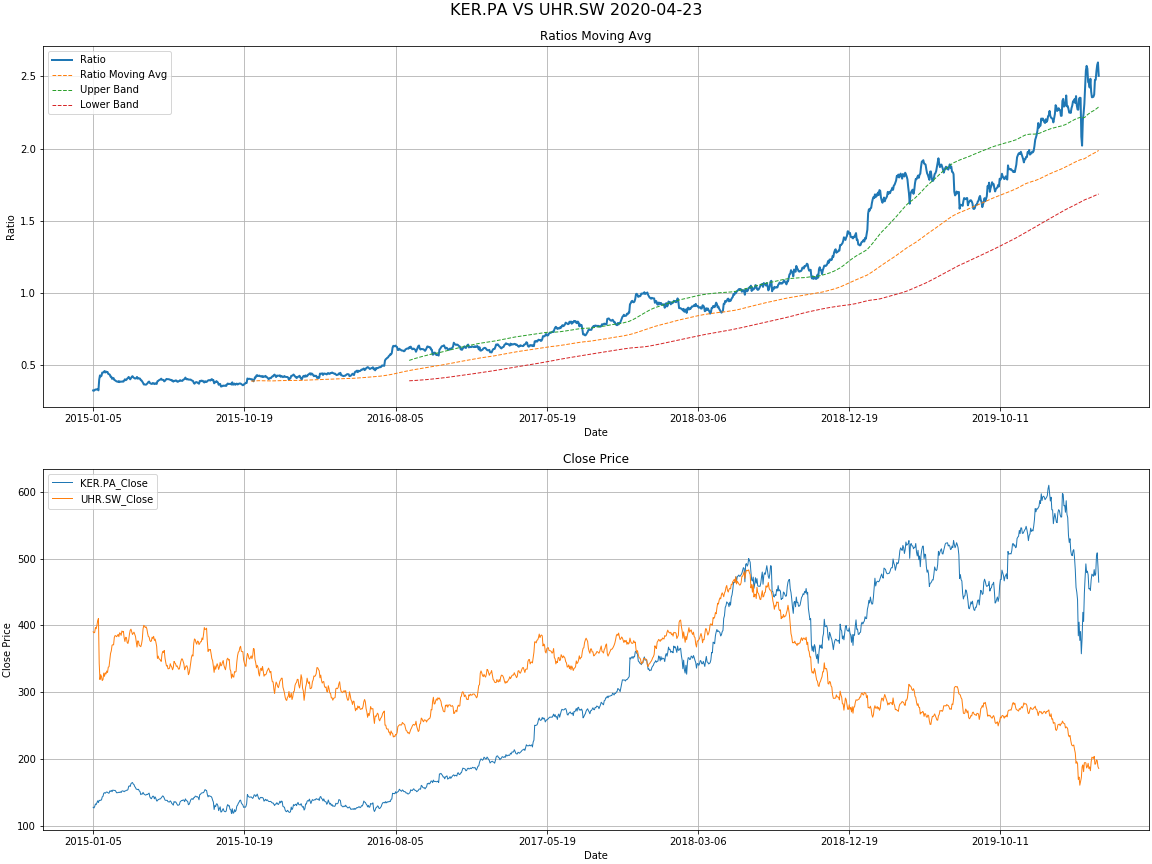 KER.PA VS UHR.SW 2020-04-23
Ratios Moving Avg
Ratio
Ratio Moving Avg
Upper Band
Lower Band
2.5
2.0
1.5
1.0
0.5
Ratio
2015-01-05 2015-10-19 2016-08-05 2017-05-19 2018-03-06 2018-12-19 2019-10-11
Date
Close Price
KER.PA_Close
UHR.SW_Close
600
500
400
300
200
100
Close Price
2015-01-05 2015-10-19 2016-08-05 2017-05-19 2018-03-06 2018-12-19 2019-10-11
Date